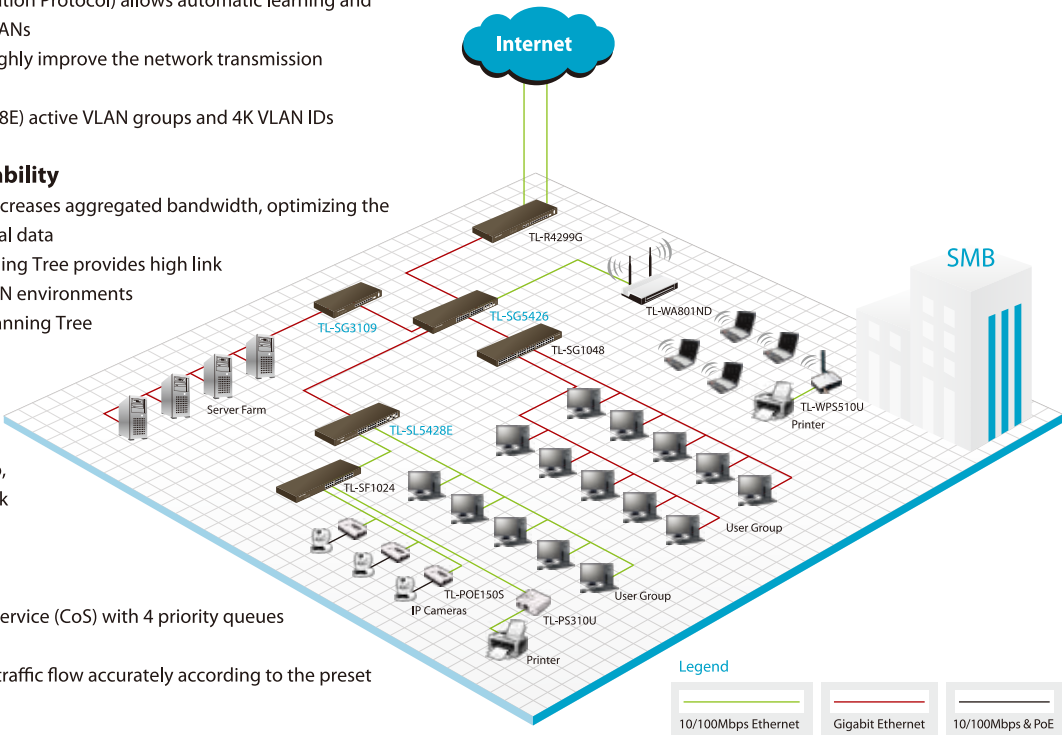 ation Protocol) allows automatic learning and
ANs
ghly improve the network transmission
8E) active VLAN groups and 4K VLAN IDs
ability
creases aggregated bandwidth, optimizing the
al data
ning Tree provides high link
N environments
anning Tree
o,
k
ervice (CoS) with 4 priority queues
traffic flow accurately according to the preset
Internet
TL-R4299G
SMB
TL-WA801ND
TL-SG3109
TL-SG5426
TL-SG1048
Server Farm
TL-WPS510U
Printer
TL-SL5428E
TL-SF1024
User Group
TL-POE150S
IP Cameras
User Group
TL-PS310U
Printer
Legend
10/100Mbps Ethernet
Gigabit Ethernet
10/100Mbps & PoE